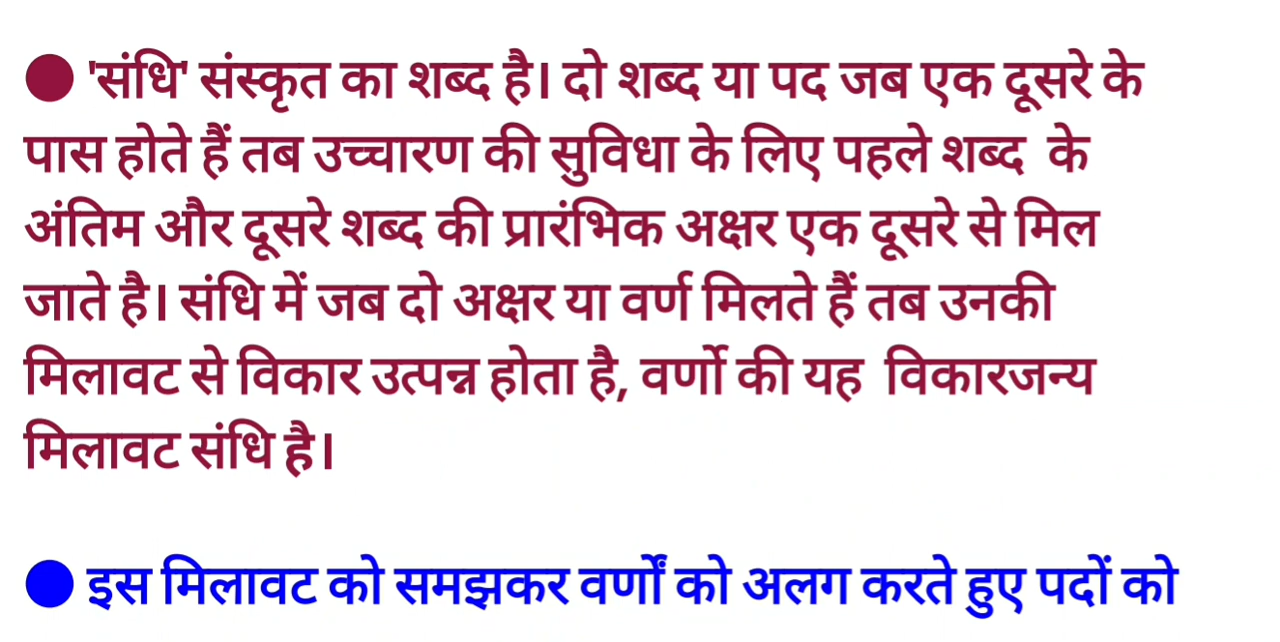 ● 'संधि' संस्कृत का शब्द है। दो शब्द या पद जब एक दूसरे के
पास होते हैं तब उच्चारण की सुविधा के लिए पहले शब्द के
अंतिम और दूसरे शब्द की प्रारंभिक अक्षर एक दूसरे से मिल
जाते है। संधि में जब दो अक्षर या वर्ण मिलते हैं तब उनकी
मिलावट से विकार उत्पन्न होता है, वर्णो की यह विकारजन्य
मिलावट संधि है।
● इस मिलावट को समझकर वर्णों को अलग करते हुए पदों को